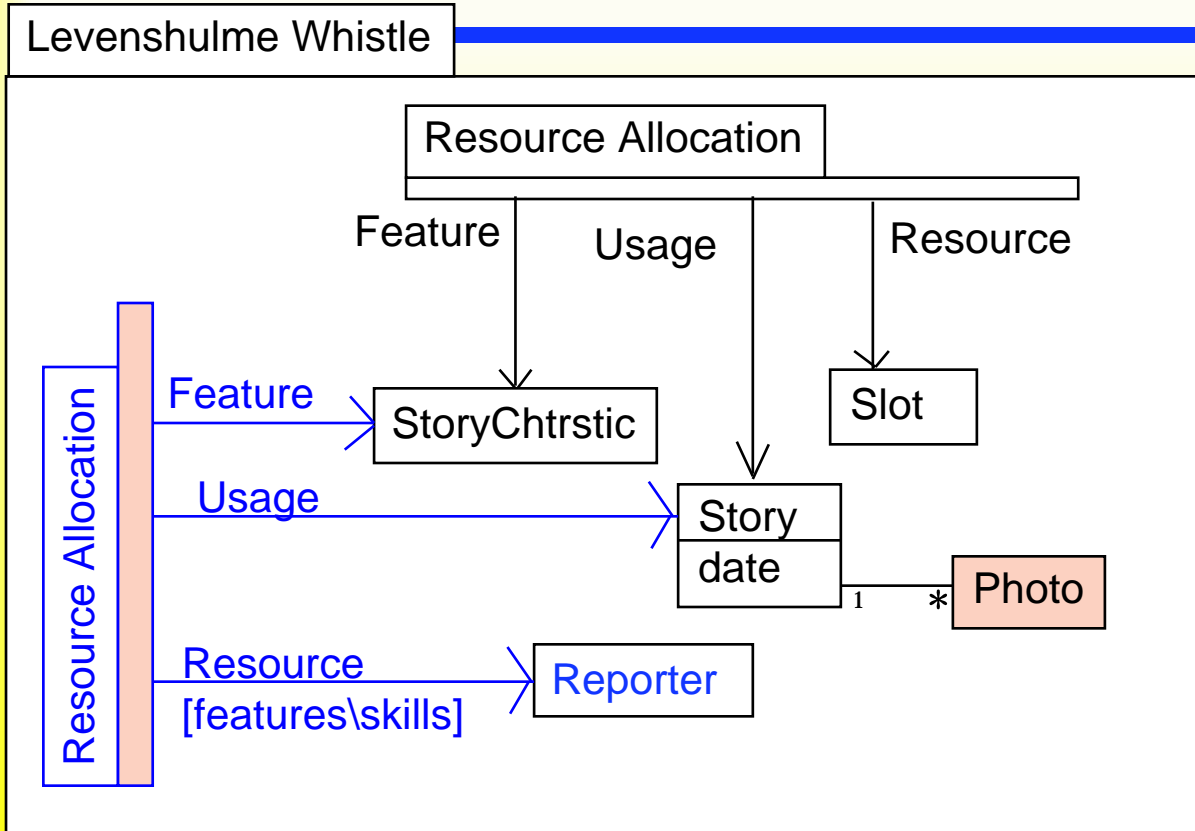 Levenshulme Whistle
Resource Allocation
Feature
Usage
Resource
Resource Allocation
Feature
StoryChtrstic
Slot
Usage
Story
date
1
*
Photo
Resource
[features\skills]
Reporter